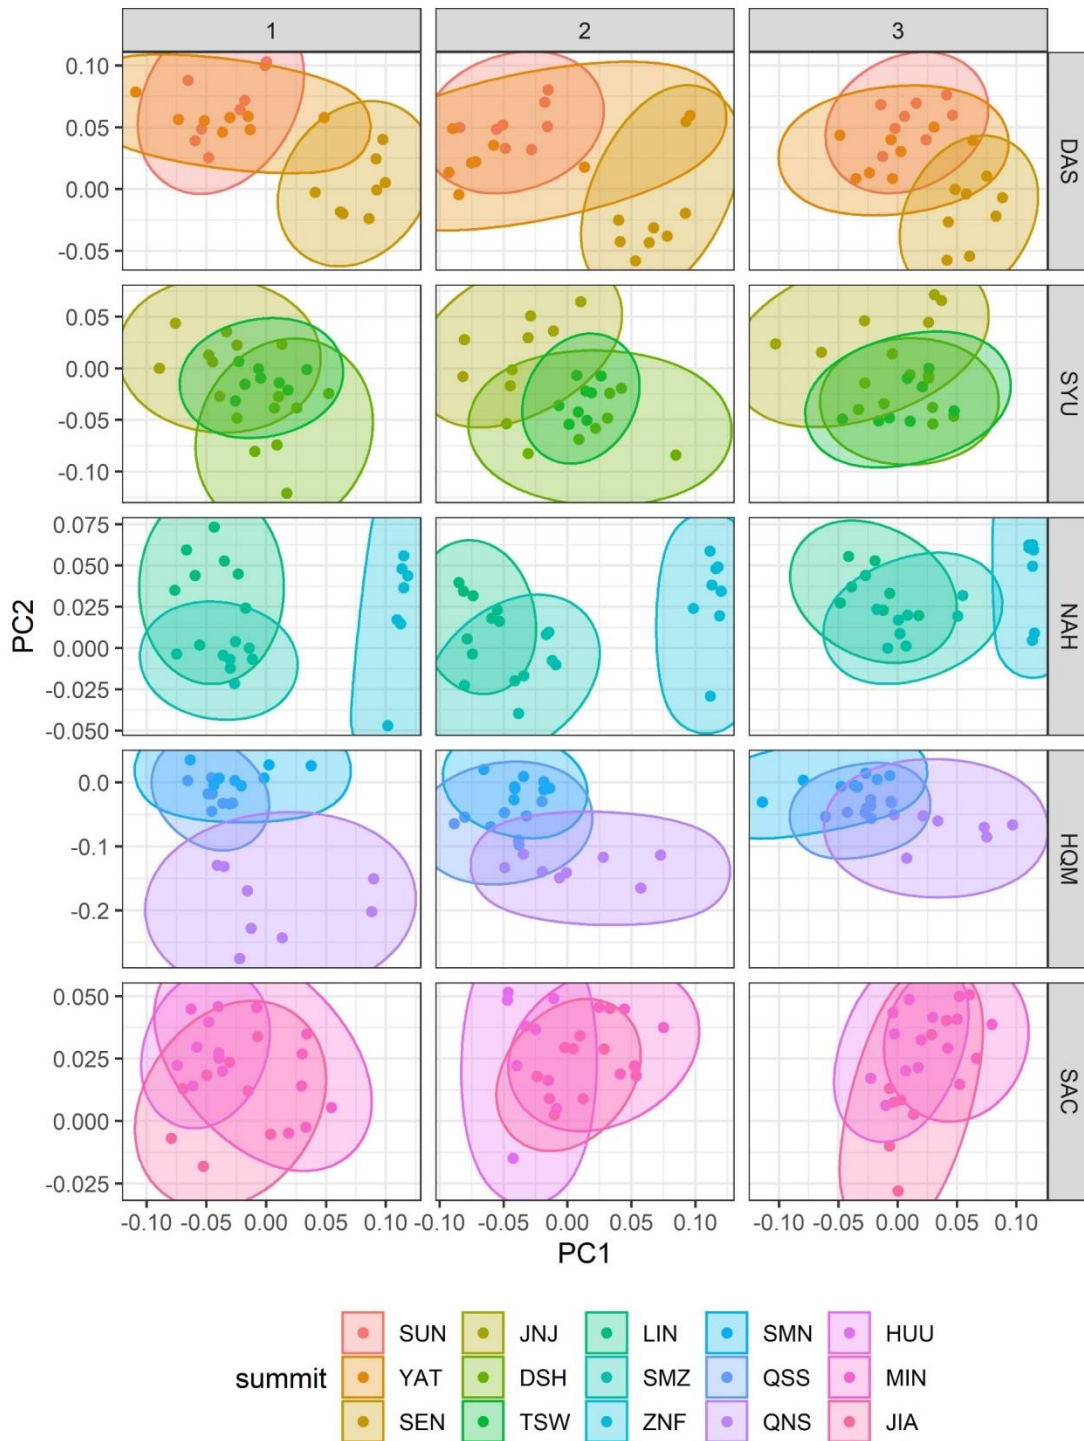 1 2 3
0.10
0.05
0.00
-0.05
DAS
0.05
0.00
-0.05
-0.10
SYU
0.075
0.050
0.025
0.000
-0.025
-0.050
NAH
PC2
0.0
-0.1
-0.2
HQM
0.050
0.025
0.000
-0.025
SAC
-0.10 -0.05 0.00 0.05 0.10 -0.10 -0.05 0.00 0.05 0.10 -0.10 -0.05 0.00 0.05 0.10
PC1
SUN JNJ LIN SMN HUU
summit YAT DSH SMZ QSS MIN
SEN TSW ZNF QNS JIA